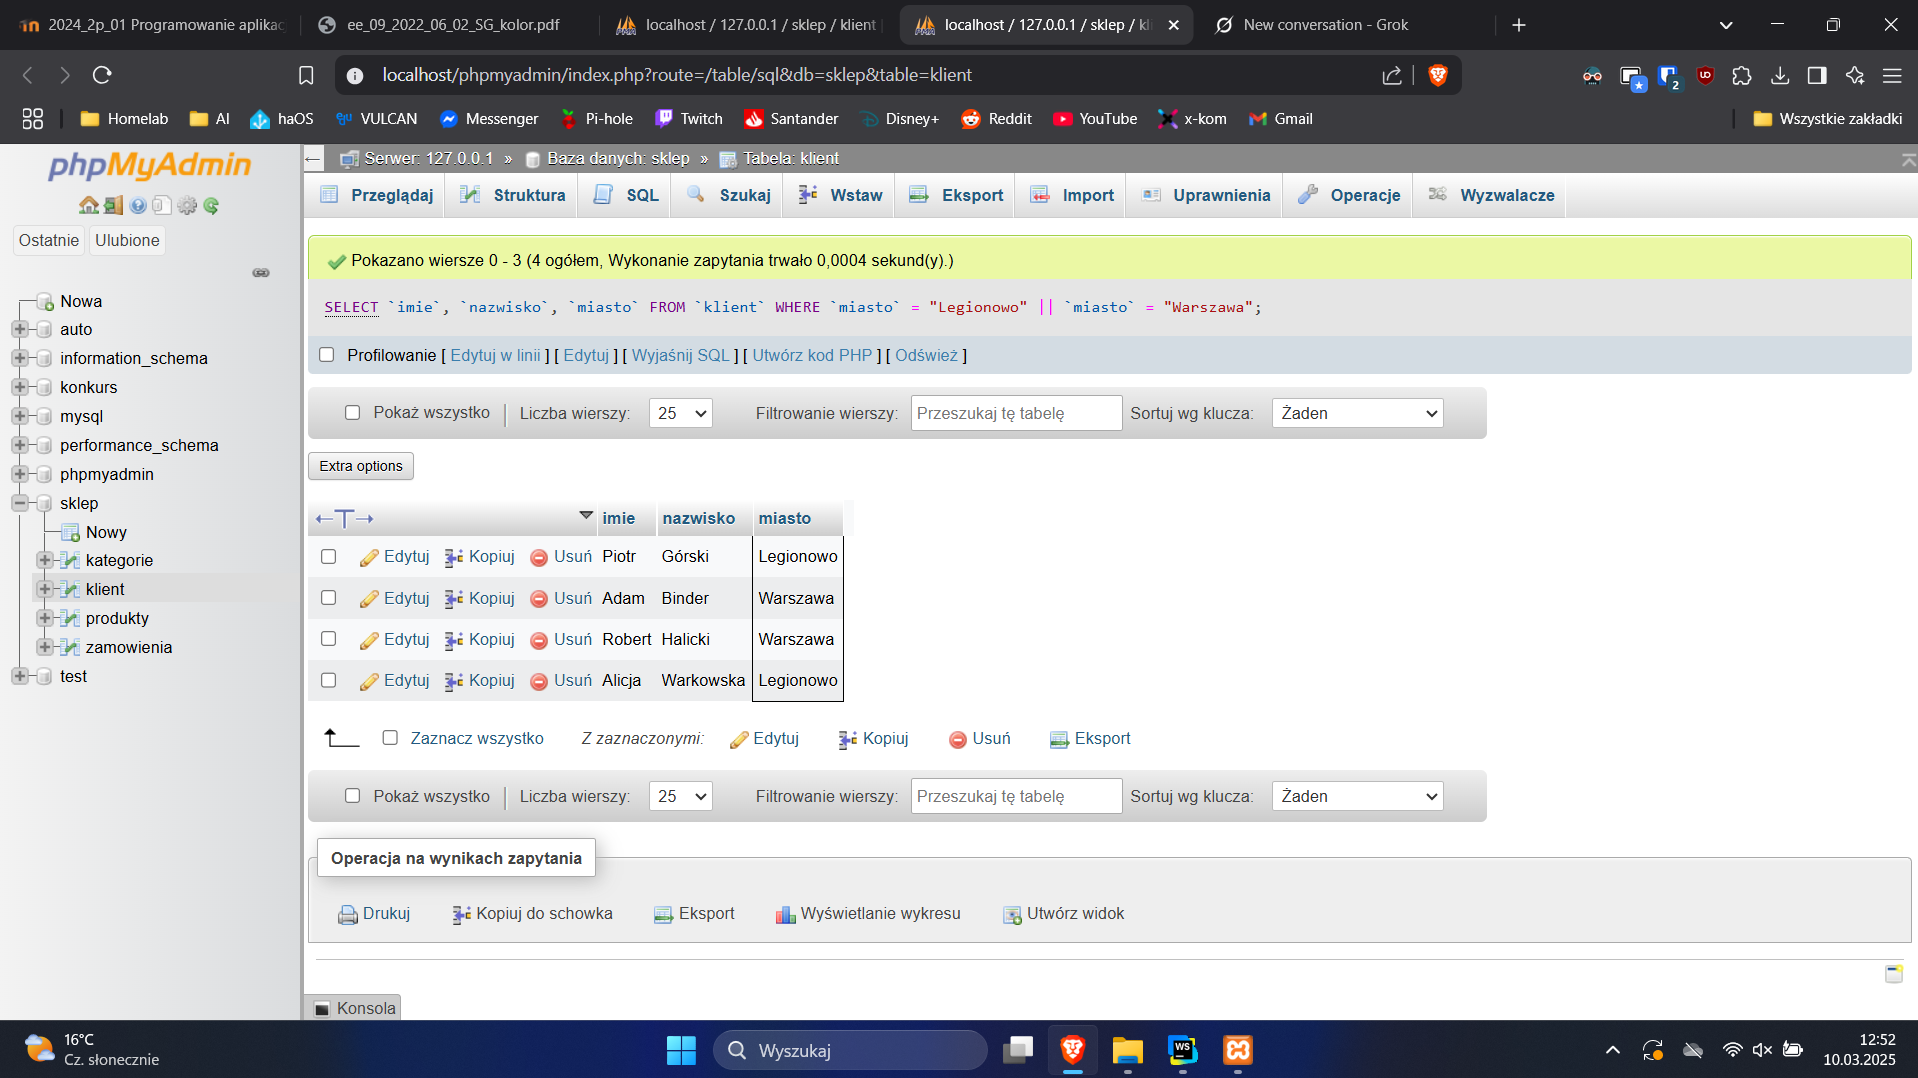 2024_2p_01 Programowanie aplikac
ee_09_2022_06_02_SG_kolor.pdf
localhost / 127.0.0.1 / sklep / klient
localhost / 127.0.0.1 / sklep / kli
New conversation - Grok
localhost/phpmyadmin/index.php?route=/table/sql&db=sklep&table=klient
2
Homelab
AI
haOS
VULCAN
Messenger
Pi-hole
Twitch
Santander
Disney+
Reddit
YouTube
x-kom
Gmail
Wszystkie zakładki
phpMyAdmin
Ostatnie
Ulubione
Nowa
auto
information_schema
konkurs
mysql
performance_schema
phpmyadmin
sklep
Nowy
kategorie
klient
produkty
zamowienia
test
Serwer: 127.0.0.1 » Baza danych: sklep » Tabela: klient
Przeglądaj
Struktura
SQL
Szukaj
Wstaw
Eksport
Import
Uprawnienia
Operacje
Wyzwalacze
Pokazano wiersze 0 - 3 (4 ogółem, Wykonanie zapytania trwało 0,0004 sekund(y).)
SELECT `imie`, `nazwisko`, `miasto` FROM `klient` WHERE `miasto` = "Legionowo" || `miasto` = "Warszawa";
Profilowanie [ Edytuj w linii ] [ Edytuj ] [ Wyjaśnij SQL ] [ Utwórz kod PHP ] [ Odśwież ]
Pokaż wszystko | Liczba wierszy: 25 Filtrowanie wierszy: Przeszukaj tę tabelę Sortuj wg klucza: Żaden
Extra options
imie nazwisko miasto
Edytuj Kopiuj Usuń Piotr Górski Legionowo
Edytuj Kopiuj Usuń Adam Binder Warszawa
Edytuj Kopiuj Usuń Robert Halicki Warszawa
Edytuj Kopiuj Usuń Alicja Warkowska Legionowo
Zaznacz wszystko Z zaznaczonymi: Edytuj Kopiuj Usuń Eksport
Pokaż wszystko | Liczba wierszy: 25 Filtrowanie wierszy: Przeszukaj tę tabelę Sortuj wg klucza: Żaden
Operacja na wynikach zapytania
Drukuj Kopiuj do schowka Eksport Wyświetlanie wykresu Utwórz widok
Konsola
16°C
Cz. słonecznie
Wyszukaj
WS
12:52
10.03.2025